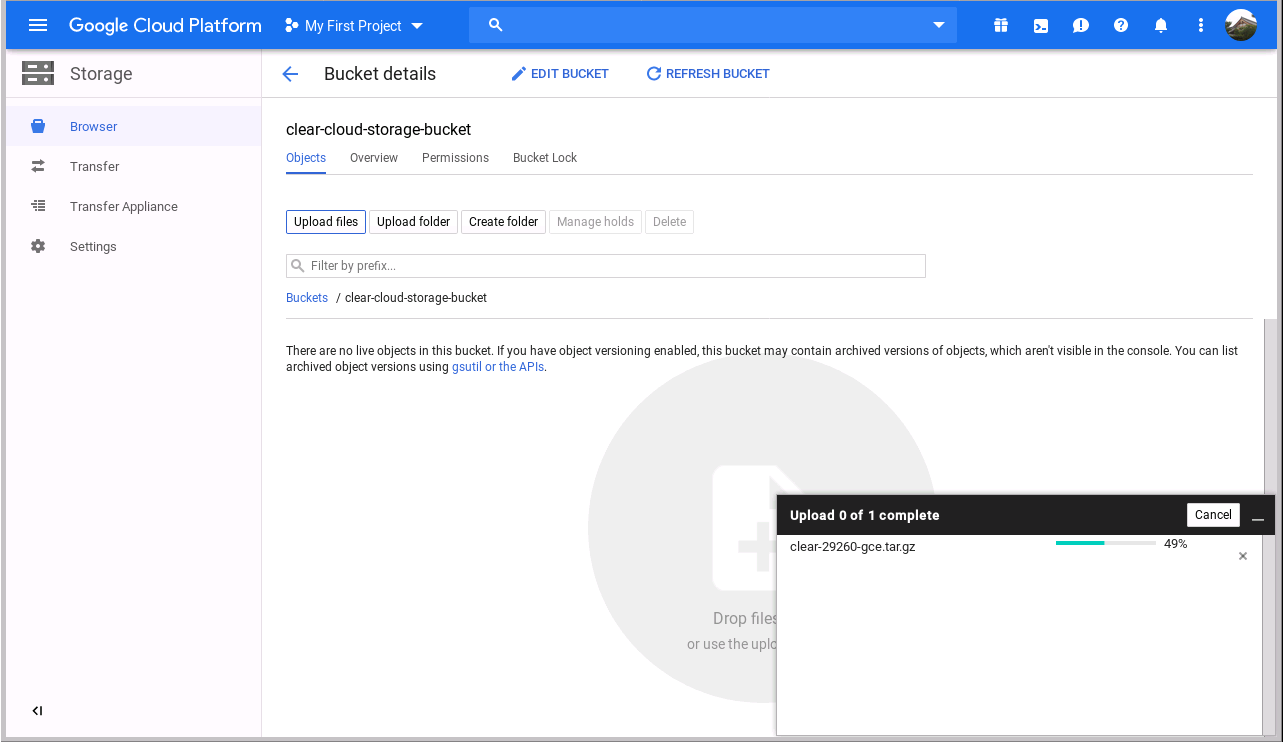 Google Cloud Platform My First Project
Storage
Bucket details EDIT BUCKET REFRESH BUCKET
Browser
Transfer
Transfer Appliance
Settings
clear-cloud-storage-bucket
Objects Overview Permissions Bucket Lock
Upload files Upload folder Create folder Manage holds Delete
Filter by prefix...
Buckets / clear-cloud-storage-bucket
There are no live objects in this bucket. If you have object versioning enabled, this bucket may contain archived versions of objects, which aren't visible in the console. You can list
archived object versions using gsutil or the APIs.
Drop files
or use the uplo
Upload 0 of 1 complete Cancel
clear-29260-gce.tar.gz 49%